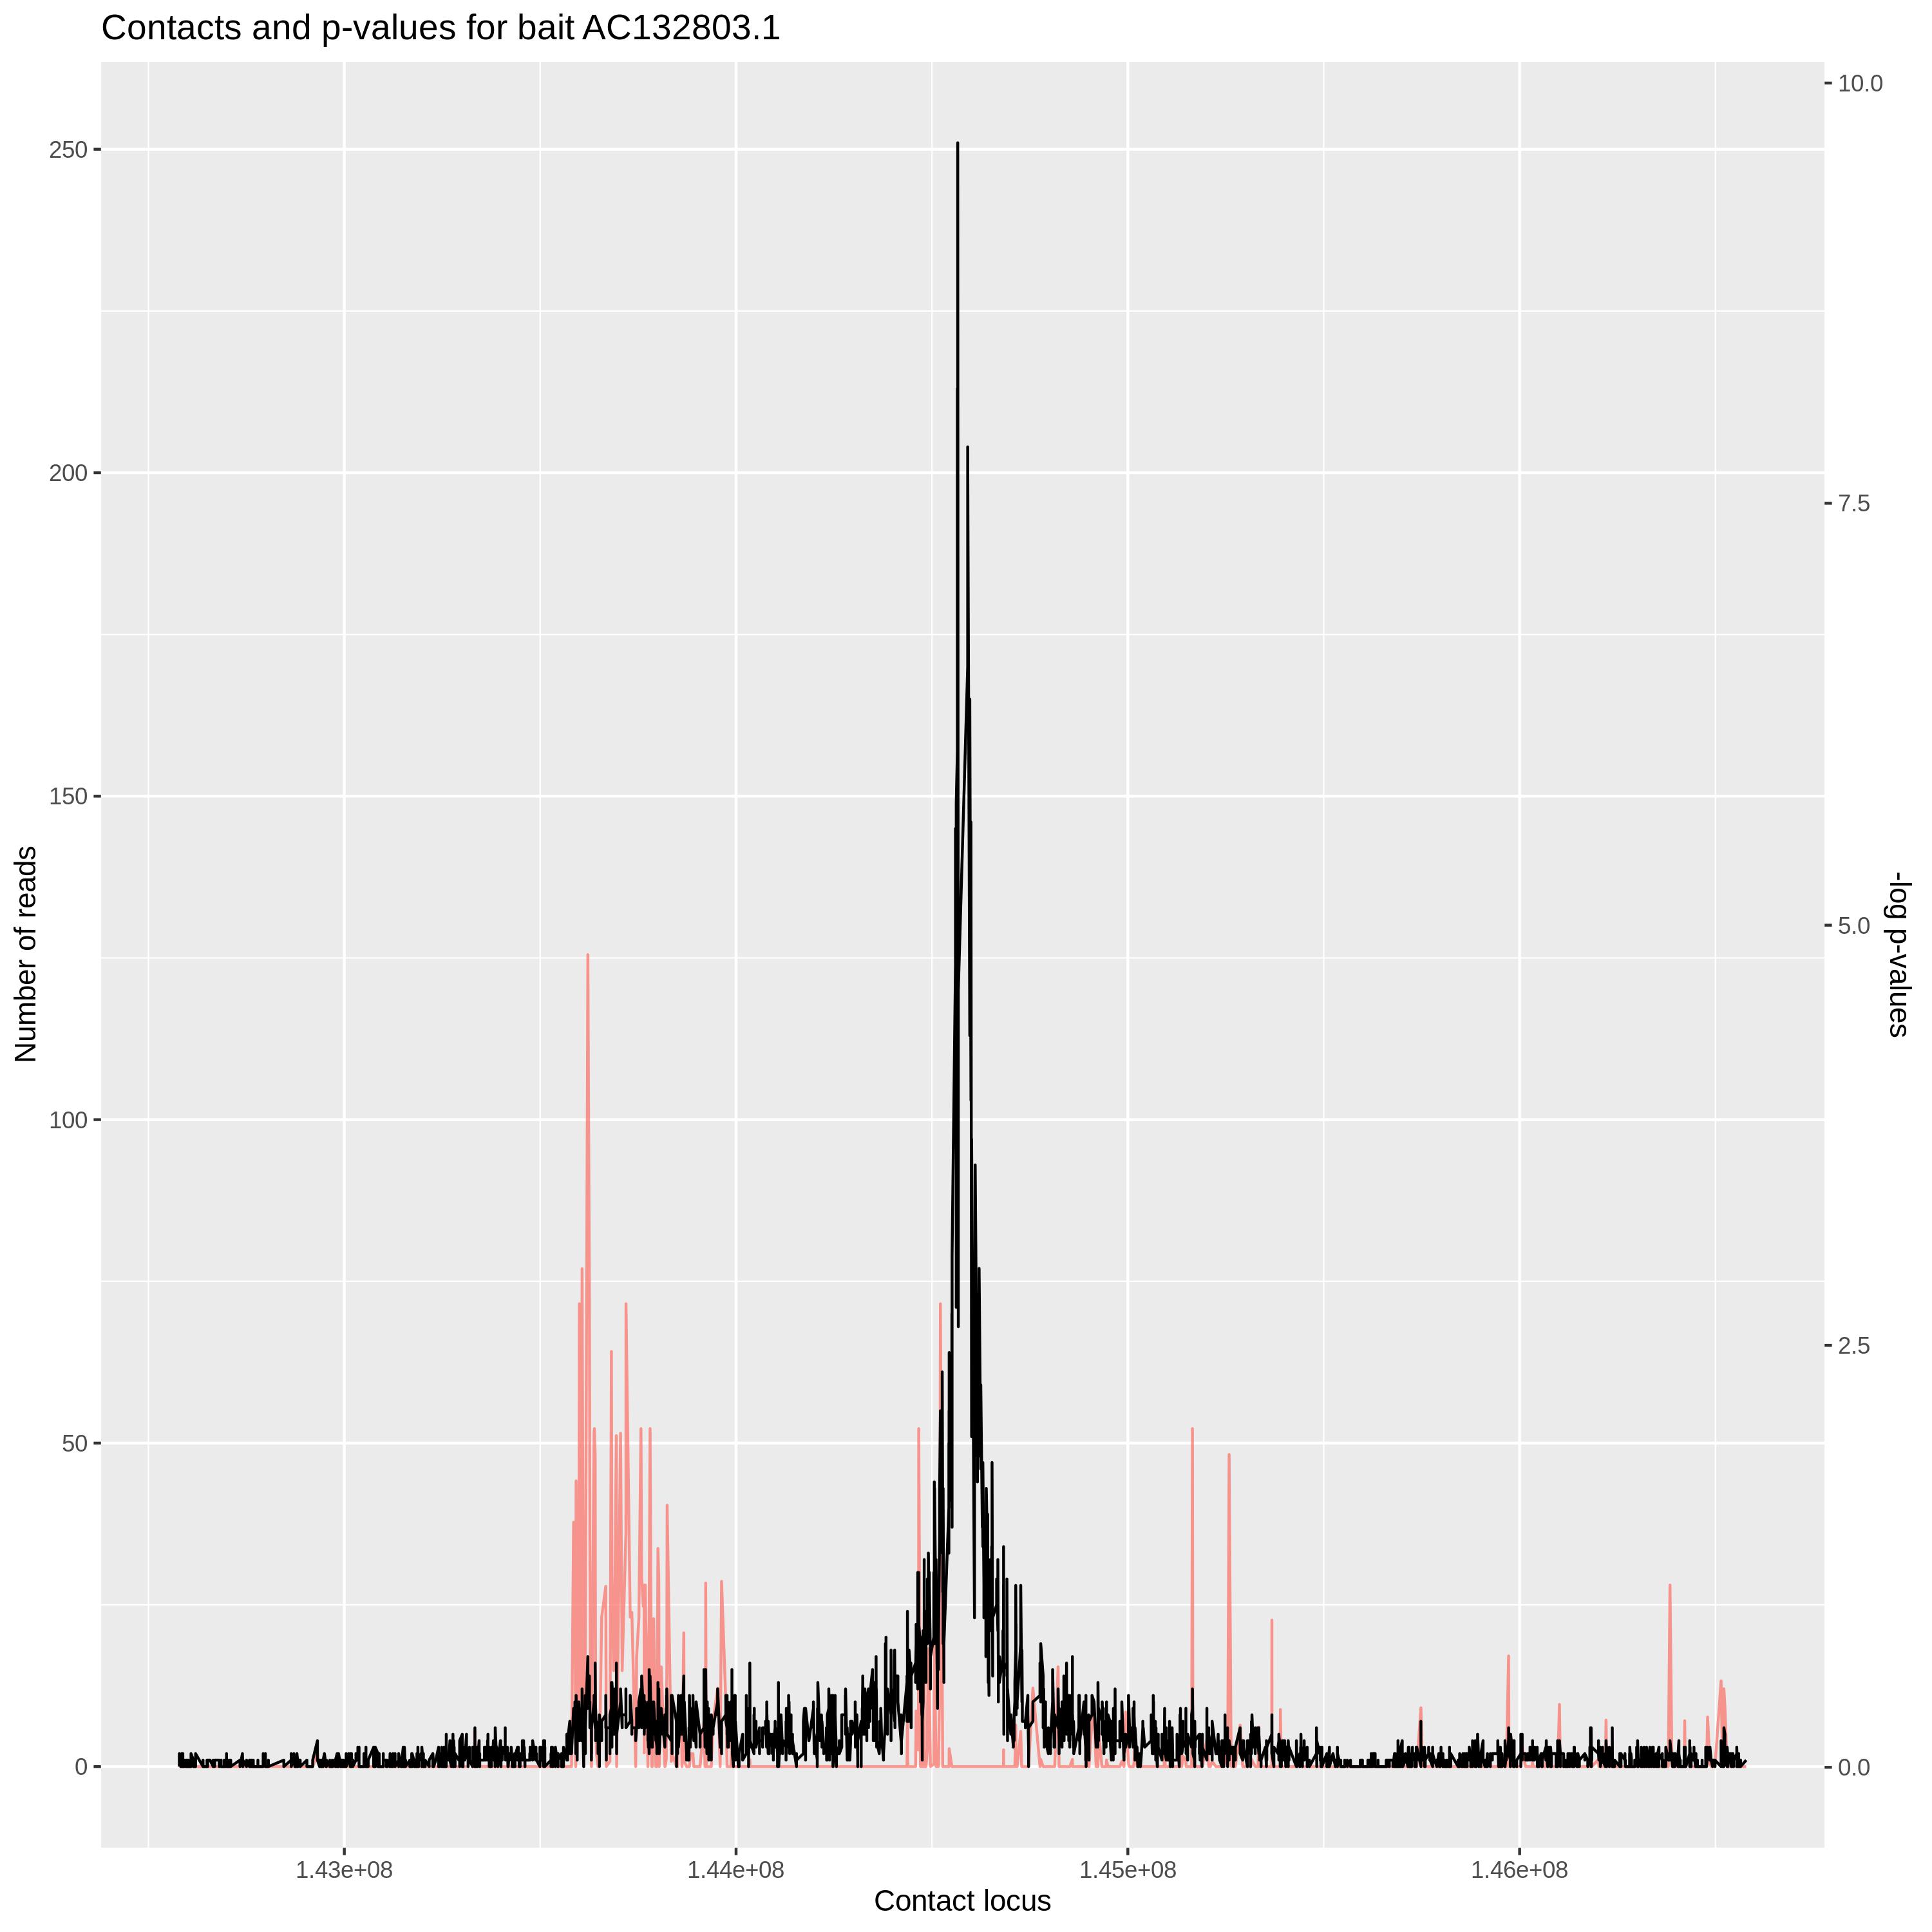 Contacts and p-values for bait AC132803.1
250
200
150
100
50
0
Number of reads
10.0
7.5
5.0
2.5
0.0
-log p-values
1.43e+08
1.44e+08
1.45e+08
1.46e+08
Contact locus